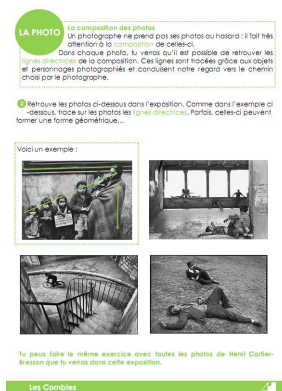 LA PHOTO
La composition des photos
Un photographe ne prend pas ses photos au hasard : il fait très
attention à la composition de celles-ci.
Dans chaque photo, tu verras qu'il est possible de retrouver les
lignes directrices de la composition. Ces lignes sont tracées grâce aux objets
et personnages photographiés et conduisent notre regard vers le chemin
choisi par le photographe.
Retrouve les photos ci-dessous dans l'exposition. Comme dans l'exemple ci
-dessous, trace sur les photos les lignes directrices. Parfois, celles-ci peuvent
former une forme géométrique...
Voici un exemple :
Tu peux faire le même exercice avec toutes les photos de Henri Cartier-
Bresson que tu verras dans cette exposition.
Les Combles